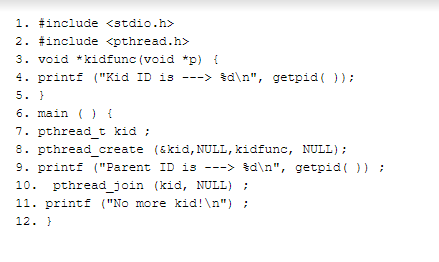 1. #include <stdio.h>
2. #include <pthread.h>
3. void *kidfunc(void *p) {
4. printf ("Kid ID is ---> %d\n", getpid( ));
5. }
6. main ( ) {
7. pthread_t kid ;
8. pthread_create (&kid,NULL,kidfunc, NULL);
9. printf ("Parent ID is ---> %d\n", getpid( )) ;
10.  pthread_join (kid, NULL) ;
11. printf ("No more kid!\n") ;
12. }